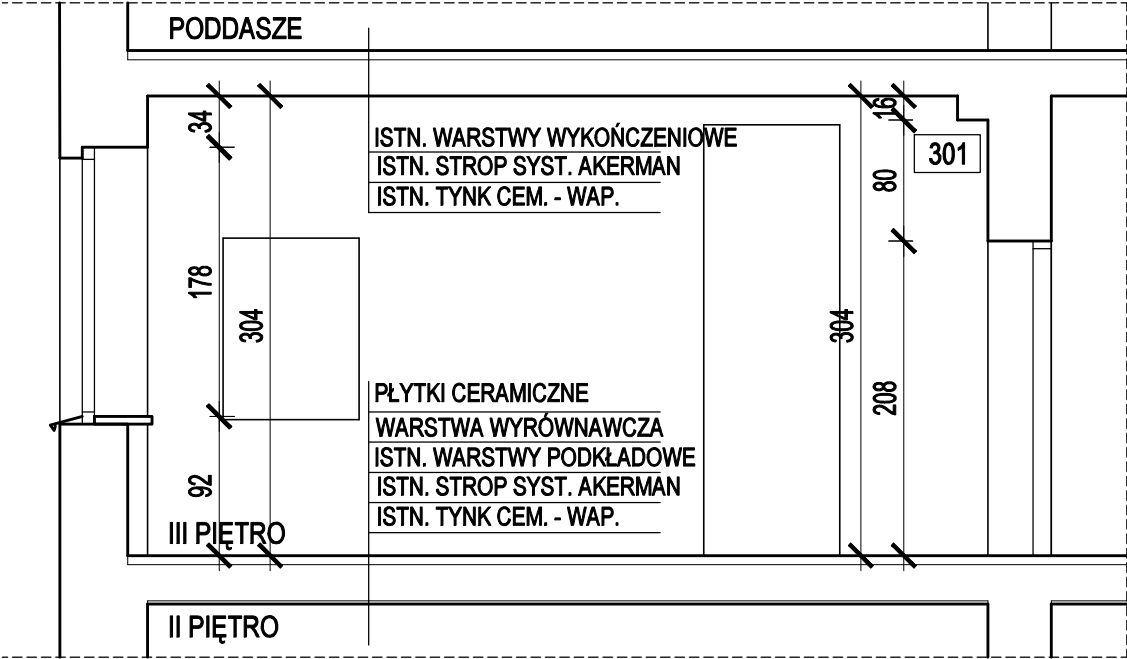 PODDASZE
34
16
ISTN. WARSTWY WYKOŃCZENIOWE
ISTN. STROP SYST. AKERMAN
ISTN. TYNK CEM. - WAP.
301
80
178
304
304
PŁYTKI CERAMICZNE
WARSTWA WYRÓWNAWCZA
ISTN. WARSTWY PODKŁADOWE
ISTN. STROP SYST. AKERMAN
ISTN. TYNK CEM. - WAP.
208
92
III PIĘTRO
II PIĘTRO